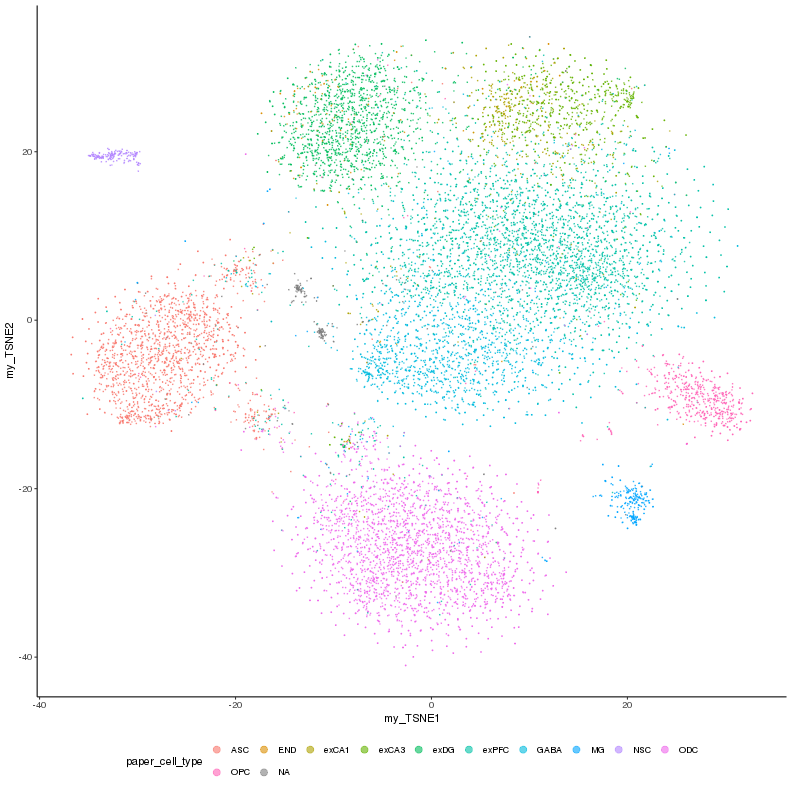 my_TSNE2
20
0
-20
-40
-40
-20
0
20
my_TSNE1
paper_cell_type
ASC
END
exCA1
exCA3
exDG
exPFC
GABA
MG
NSC
ODC
OPC
NA